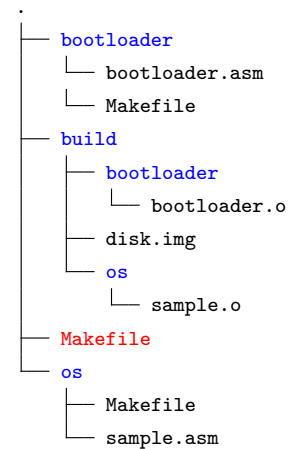 .
bootloader
bootloader.asm
Makefile
build
bootloader
bootloader.o
disk.img
os
sample.o
Makefile
os
Makefile
sample.asm